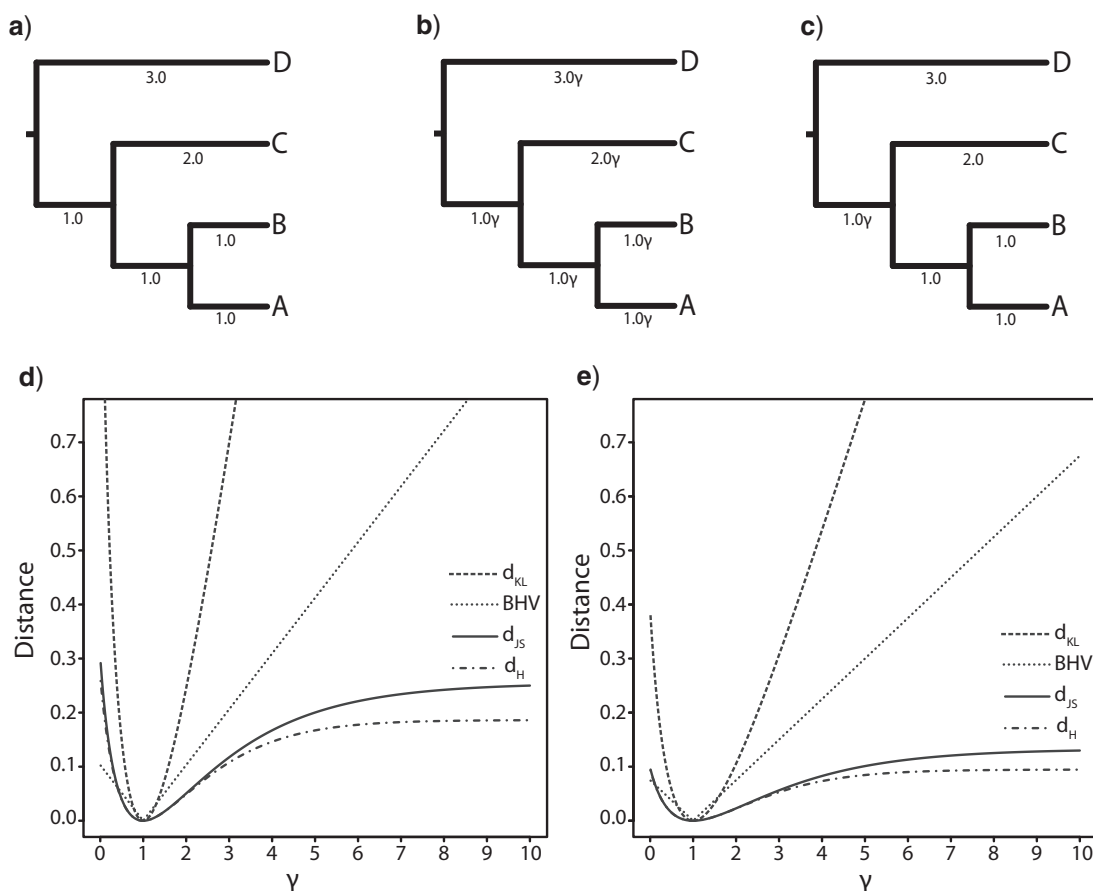 a)
D
3.0
C
2.0
1.0
B
1.0
1.0
A
1.0
b)
D
3.0γ
C
2.0γ
1.0γ
B
1.0γ
1.0γ
A
1.0γ
c)
D
3.0
C
2.0
1.0γ
B
1.0
1.0
A
1.0
d)
Distance
0.7
0.6
0.5
0.4
0.3
0.2
0.1
0.0
d_KL
BHV
d_JS
d_H
0 1 2 3 4 5 6 7 8 9 10
γ
e)
Distance
0.7
0.6
0.5
0.4
0.3
0.2
0.1
0.0
d_KL
BHV
d_JS
d_H
0 1 2 3 4 5 6 7 8 9 10
γ